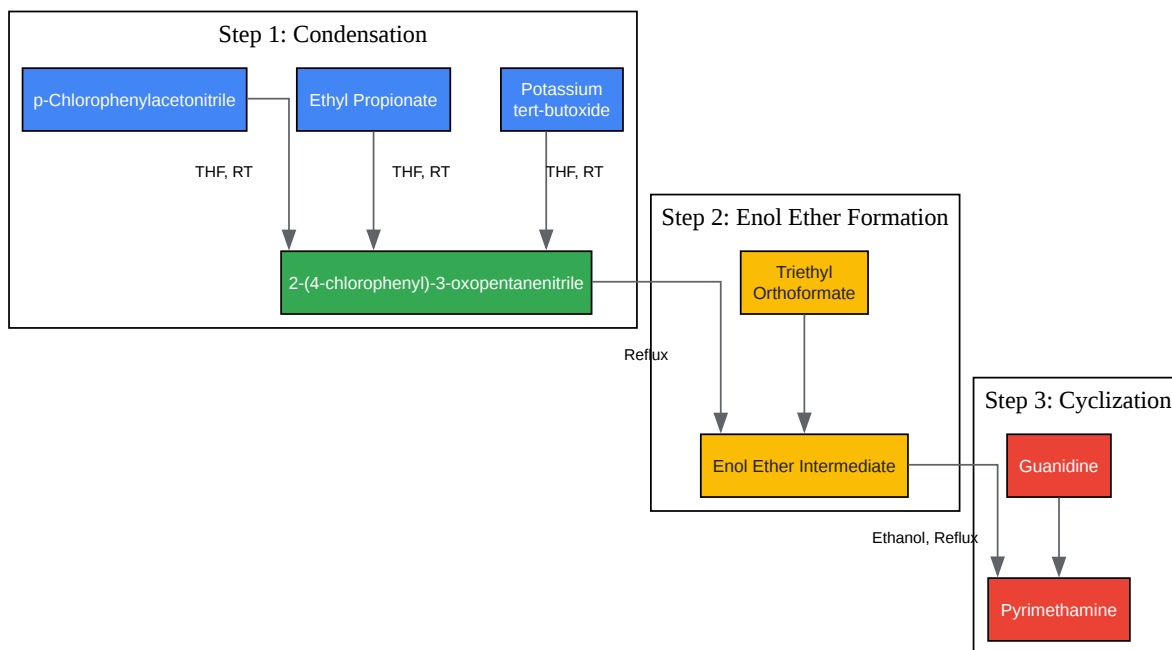 Step 1: Condensation
p-Chlorophenylacetonitrile
Ethyl Propionate
Potassium
tert-butoxide
THF, RT
THF, RT
THF, RT
2-(4-chlorophenyl)-3-oxopentanenitrile
Step 2: Enol Ether Formation
Triethyl
Orthoformate
Reflux
Enol Ether Intermediate
Step 3: Cyclization
Guanidine
Ethanol, Reflux
Pyrimethamine